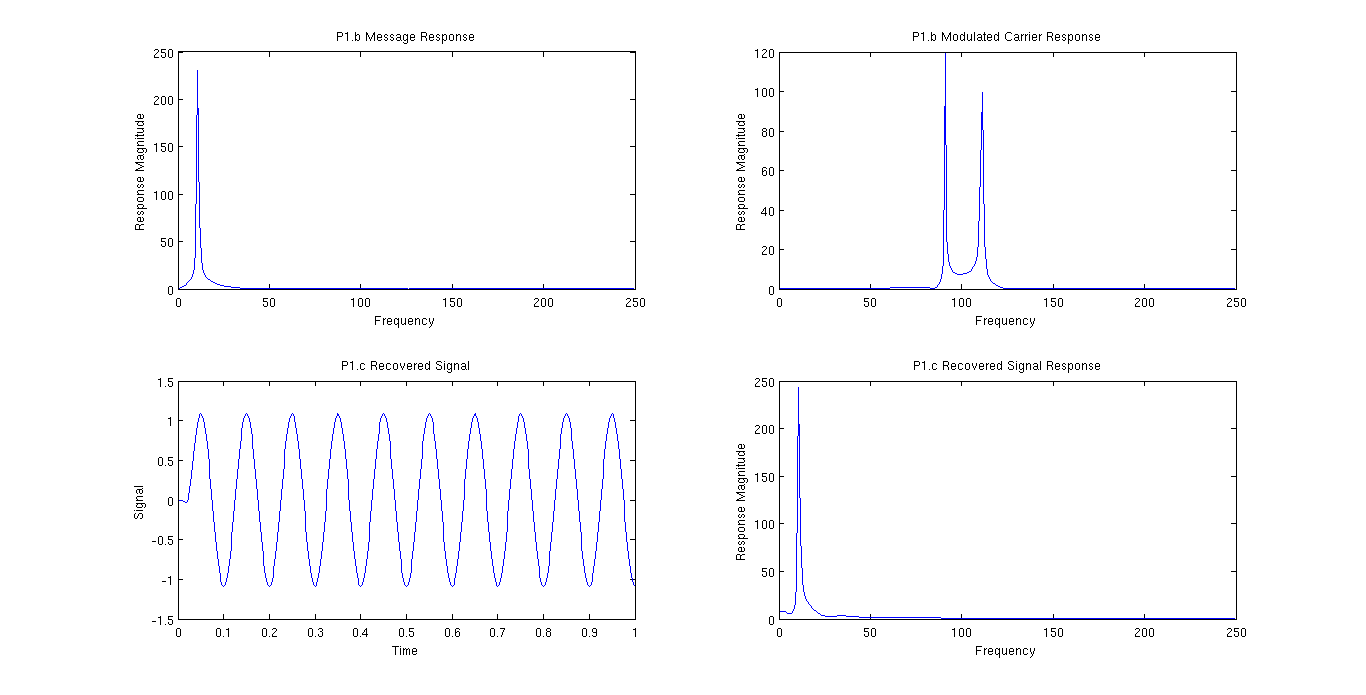 P1.b Message Response
250
200
150
100
50
0
Response Magnitude
0 50 100 150 200 250
Frequency
P1.b Modulated Carrier Response
120
100
80
60
40
20
0
Response Magnitude
0 50 100 150 200 250
Frequency
P1.c Recovered Signal
1.5
1
0.5
0
-0.5
-1
-1.5
Signal
0 0.1 0.2 0.3 0.4 0.5 0.6 0.7 0.8 0.9 1
Time
P1.c Recovered Signal Response
250
200
150
100
50
0
Response Magnitude
0 50 100 150 200 250
Frequency